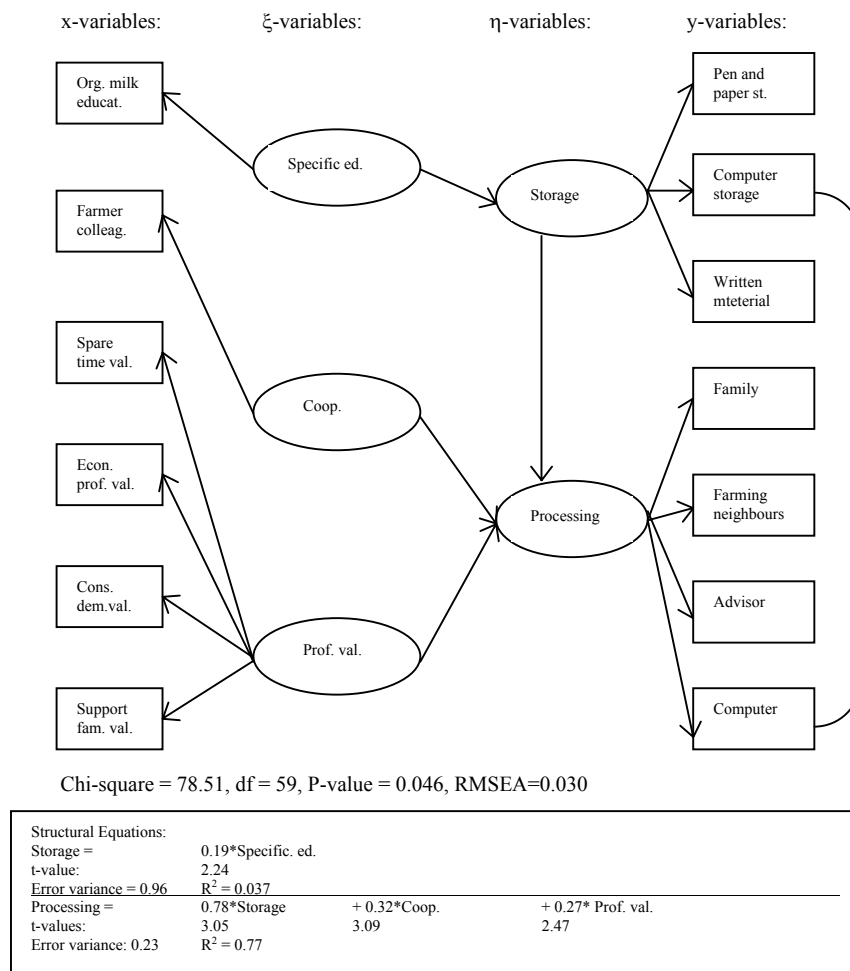 x-variables: ξ-variables: η-variables: y-variables:
Org. milk
educat.
Farmer
colleag.
Spare
time val.
Econ.
prof. val.
Cons.
dem.val.
Support
fam. val.
Specific ed.
Coop.
Prof. val.
Storage
Processing
Pen and
paper st.
Computer
storage
Written
mteterial
Family
Farming
neighbours
Advisor
Computer
Chi-square = 78.51, df = 59, P-value = 0.046, RMSEA=0.030
Structural Equations:
Storage = 0.19*Specific. ed.
t-value: 2.24
Error variance = 0.96 R² = 0.037
Processing = 0.78*Storage + 0.32*Coop. + 0.27* Prof. val.
t-values: 3.05 3.09 2.47
Error variance: 0.23 R² = 0.77